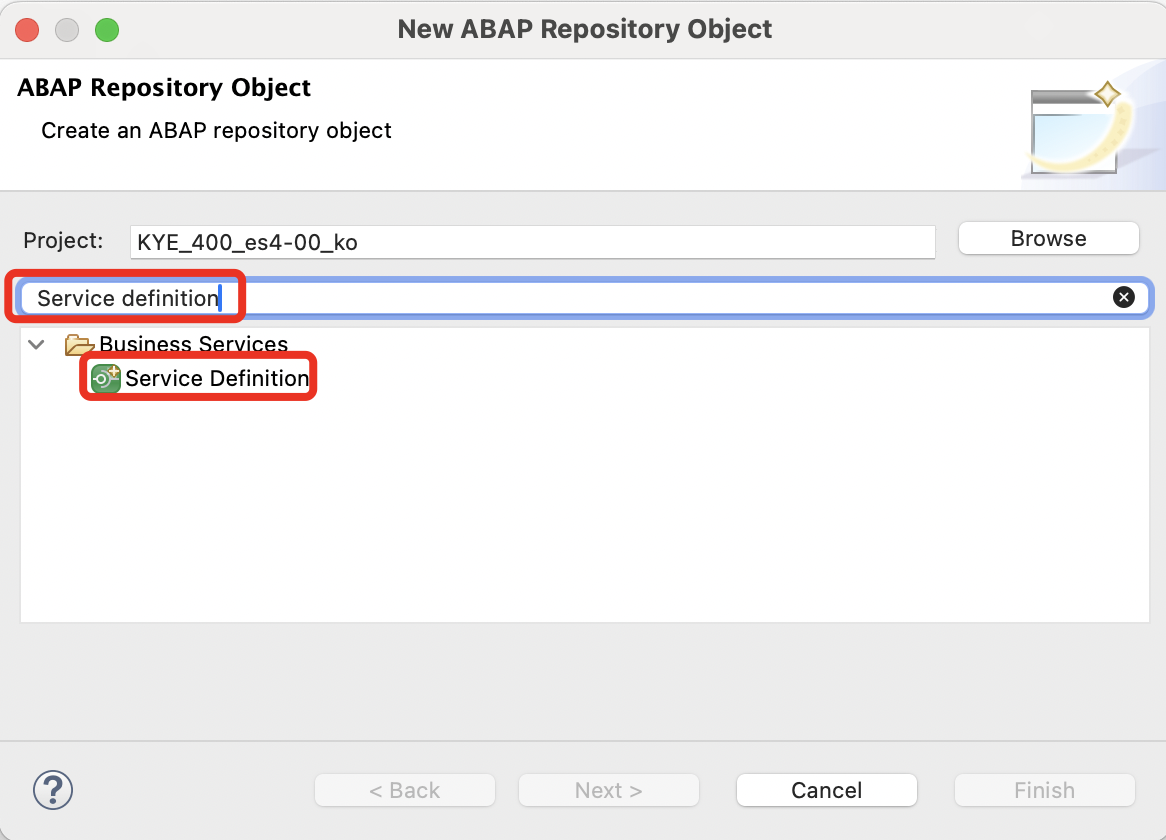 New ABAP Repository Object
ABAP Repository Object
Create an ABAP repository object
Project: KYE_400_es4-00_ko Browse
Service definition
Business Services
Service Definition
? < Back Next > Cancel Finish